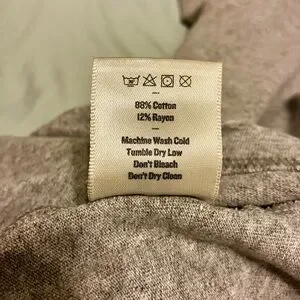 88% Cotton
12% Rayon
Machine Wash Cold
Tumble Dry Low
Don't Bleach
Don't Dry Clean